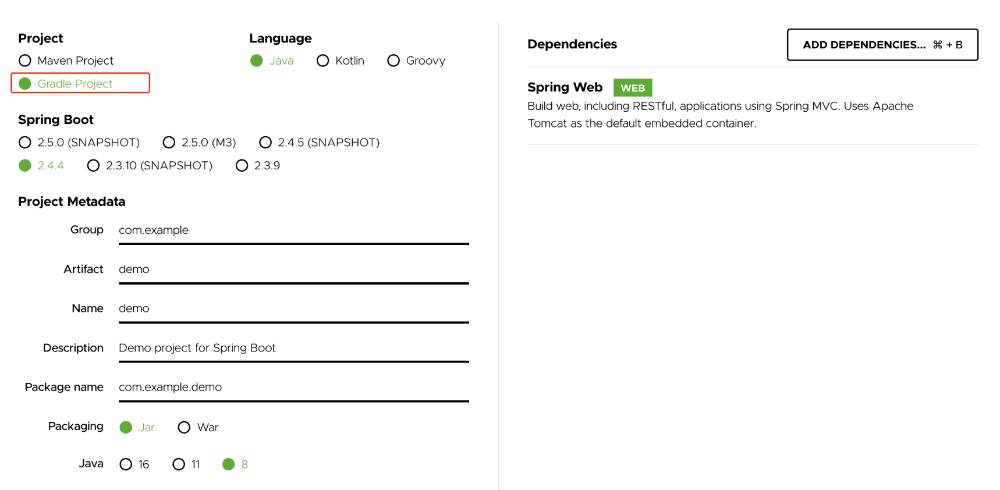 Project
Maven Project
Gradle Project
Language
Java Kotlin Groovy
Spring Boot
2.5.0 (SNAPSHOT) 2.5.0 (M3) 2.4.5 (SNAPSHOT)
2.4.4 2.3.10 (SNAPSHOT) 2.3.9
Project Metadata
Group com.example
Artifact demo
Name demo
Description Demo project for Spring Boot
Package name com.example.demo
Packaging Jar War
Java 16 11 8
Dependencies
ADD DEPENDENCIES... ⌘ + B
Spring Web WEB
Build web, including RESTful, applications using Spring MVC. Uses Apache
Tomcat as the default embedded container.